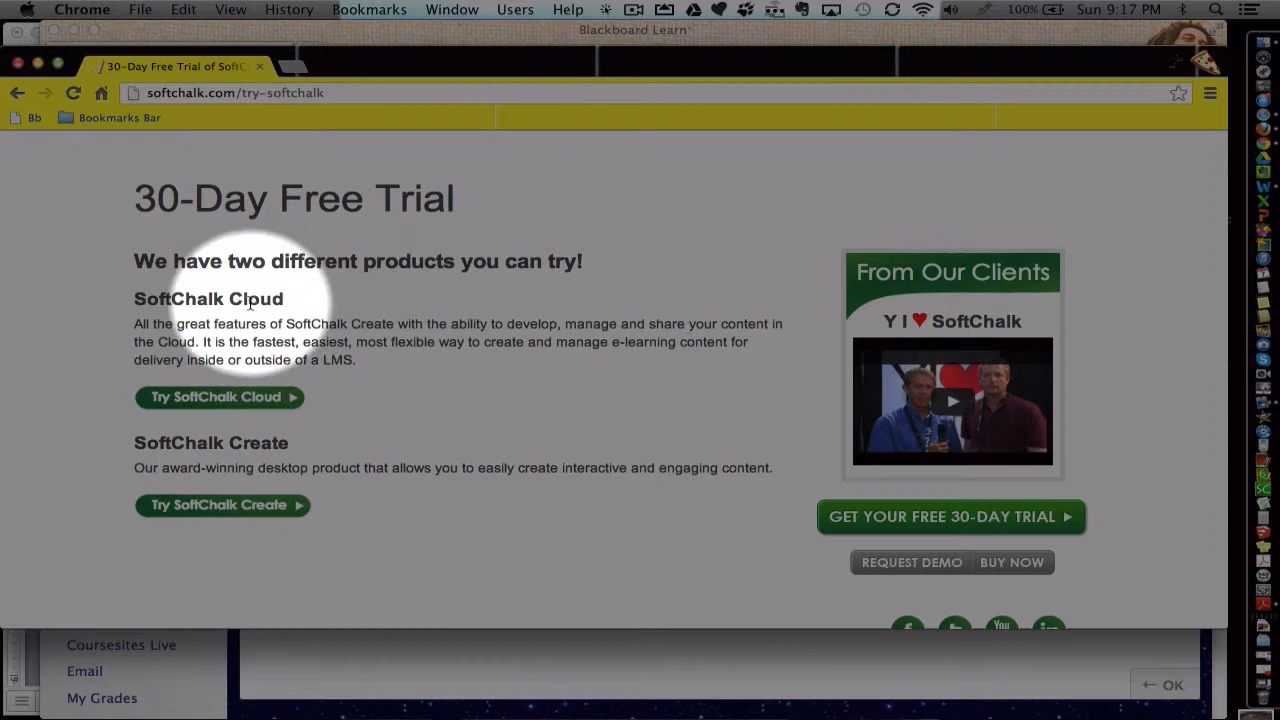 Chrome File Edit View History Bookmarks Window Users Help 100% Sun 9:17 PM
Blackboard Learn
30-Day Free Trial of SoftC
softchalk.com/try-softchalk
Bb Bookmarks Bar
30-Day Free Trial
We have two different products you can try!
SoftChalk Cloud
All the great features of SoftChalk Create with the ability to develop, manage and share your content in
the Cloud. It is the fastest, easiest, most flexible way to create and manage e-learning content for
delivery inside or outside of a LMS.
Try SoftChalk Cloud
SoftChalk Create
Our award-winning desktop product that allows you to easily create interactive and engaging content.
Try SoftChalk Create
From Our Clients
Y I ♥ SoftChalk
GET YOUR FREE 30-DAY TRIAL
REQUEST DEMO BUY NOW
You
in
Coursesites Live
Email
My Grades
OK